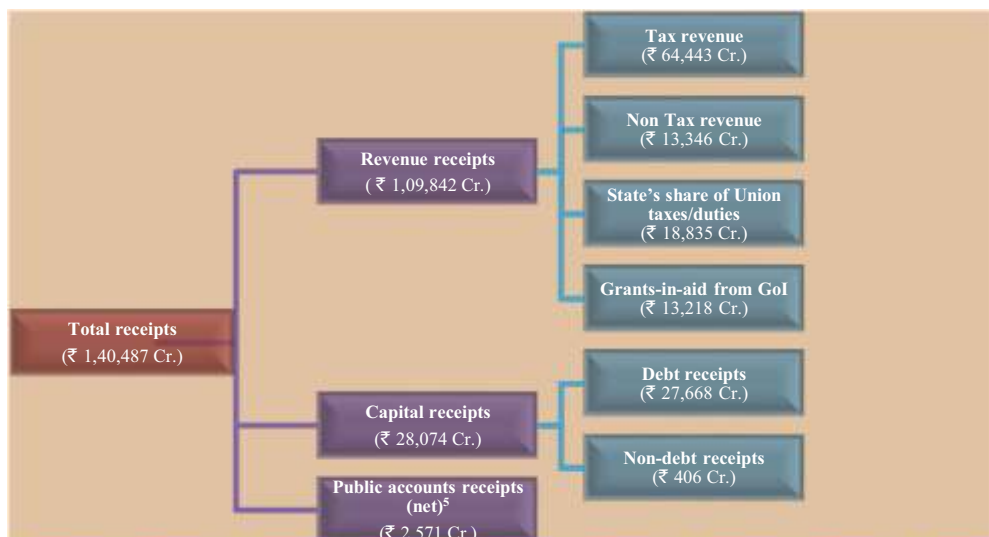 Tax revenue
(₹ 64,443 Cr.)
Non Tax revenue
(₹ 13,346 Cr.)
Revenue receipts
( ₹ 1,09,842 Cr.)
State's share of Union
taxes/duties
(₹ 18,835 Cr.)
Grants-in-aid from GoI
(₹ 13,218 Cr.)
Total receipts
(₹ 1,40,487 Cr.)
Debt receipts
(₹ 27,668 Cr.)
Capital receipts
(₹ 28,074 Cr.)
Non-debt receipts
(₹ 406 Cr.)
Public accounts receipts
(net)⁵
(₹ 2,571 Cr.)